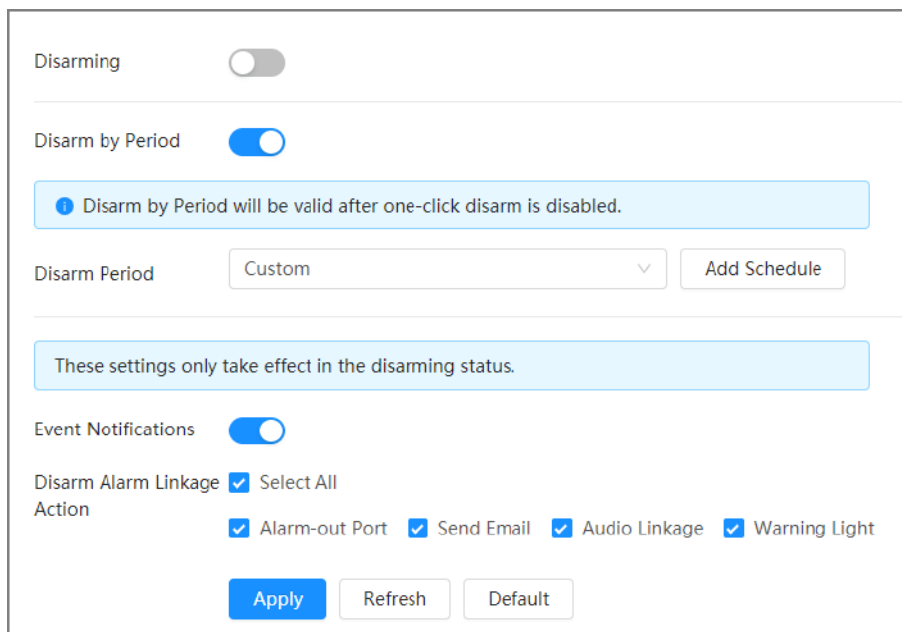 Disarming
Disarm by Period
Disarm by Period will be valid after one-click disarm is disabled.
Disarm Period Custom Add Schedule
These settings only take effect in the disarming status.
Event Notifications
Disarm Alarm Linkage Select All
Action
Alarm-out Port Send Email Audio Linkage Warning Light
Apply Refresh Default